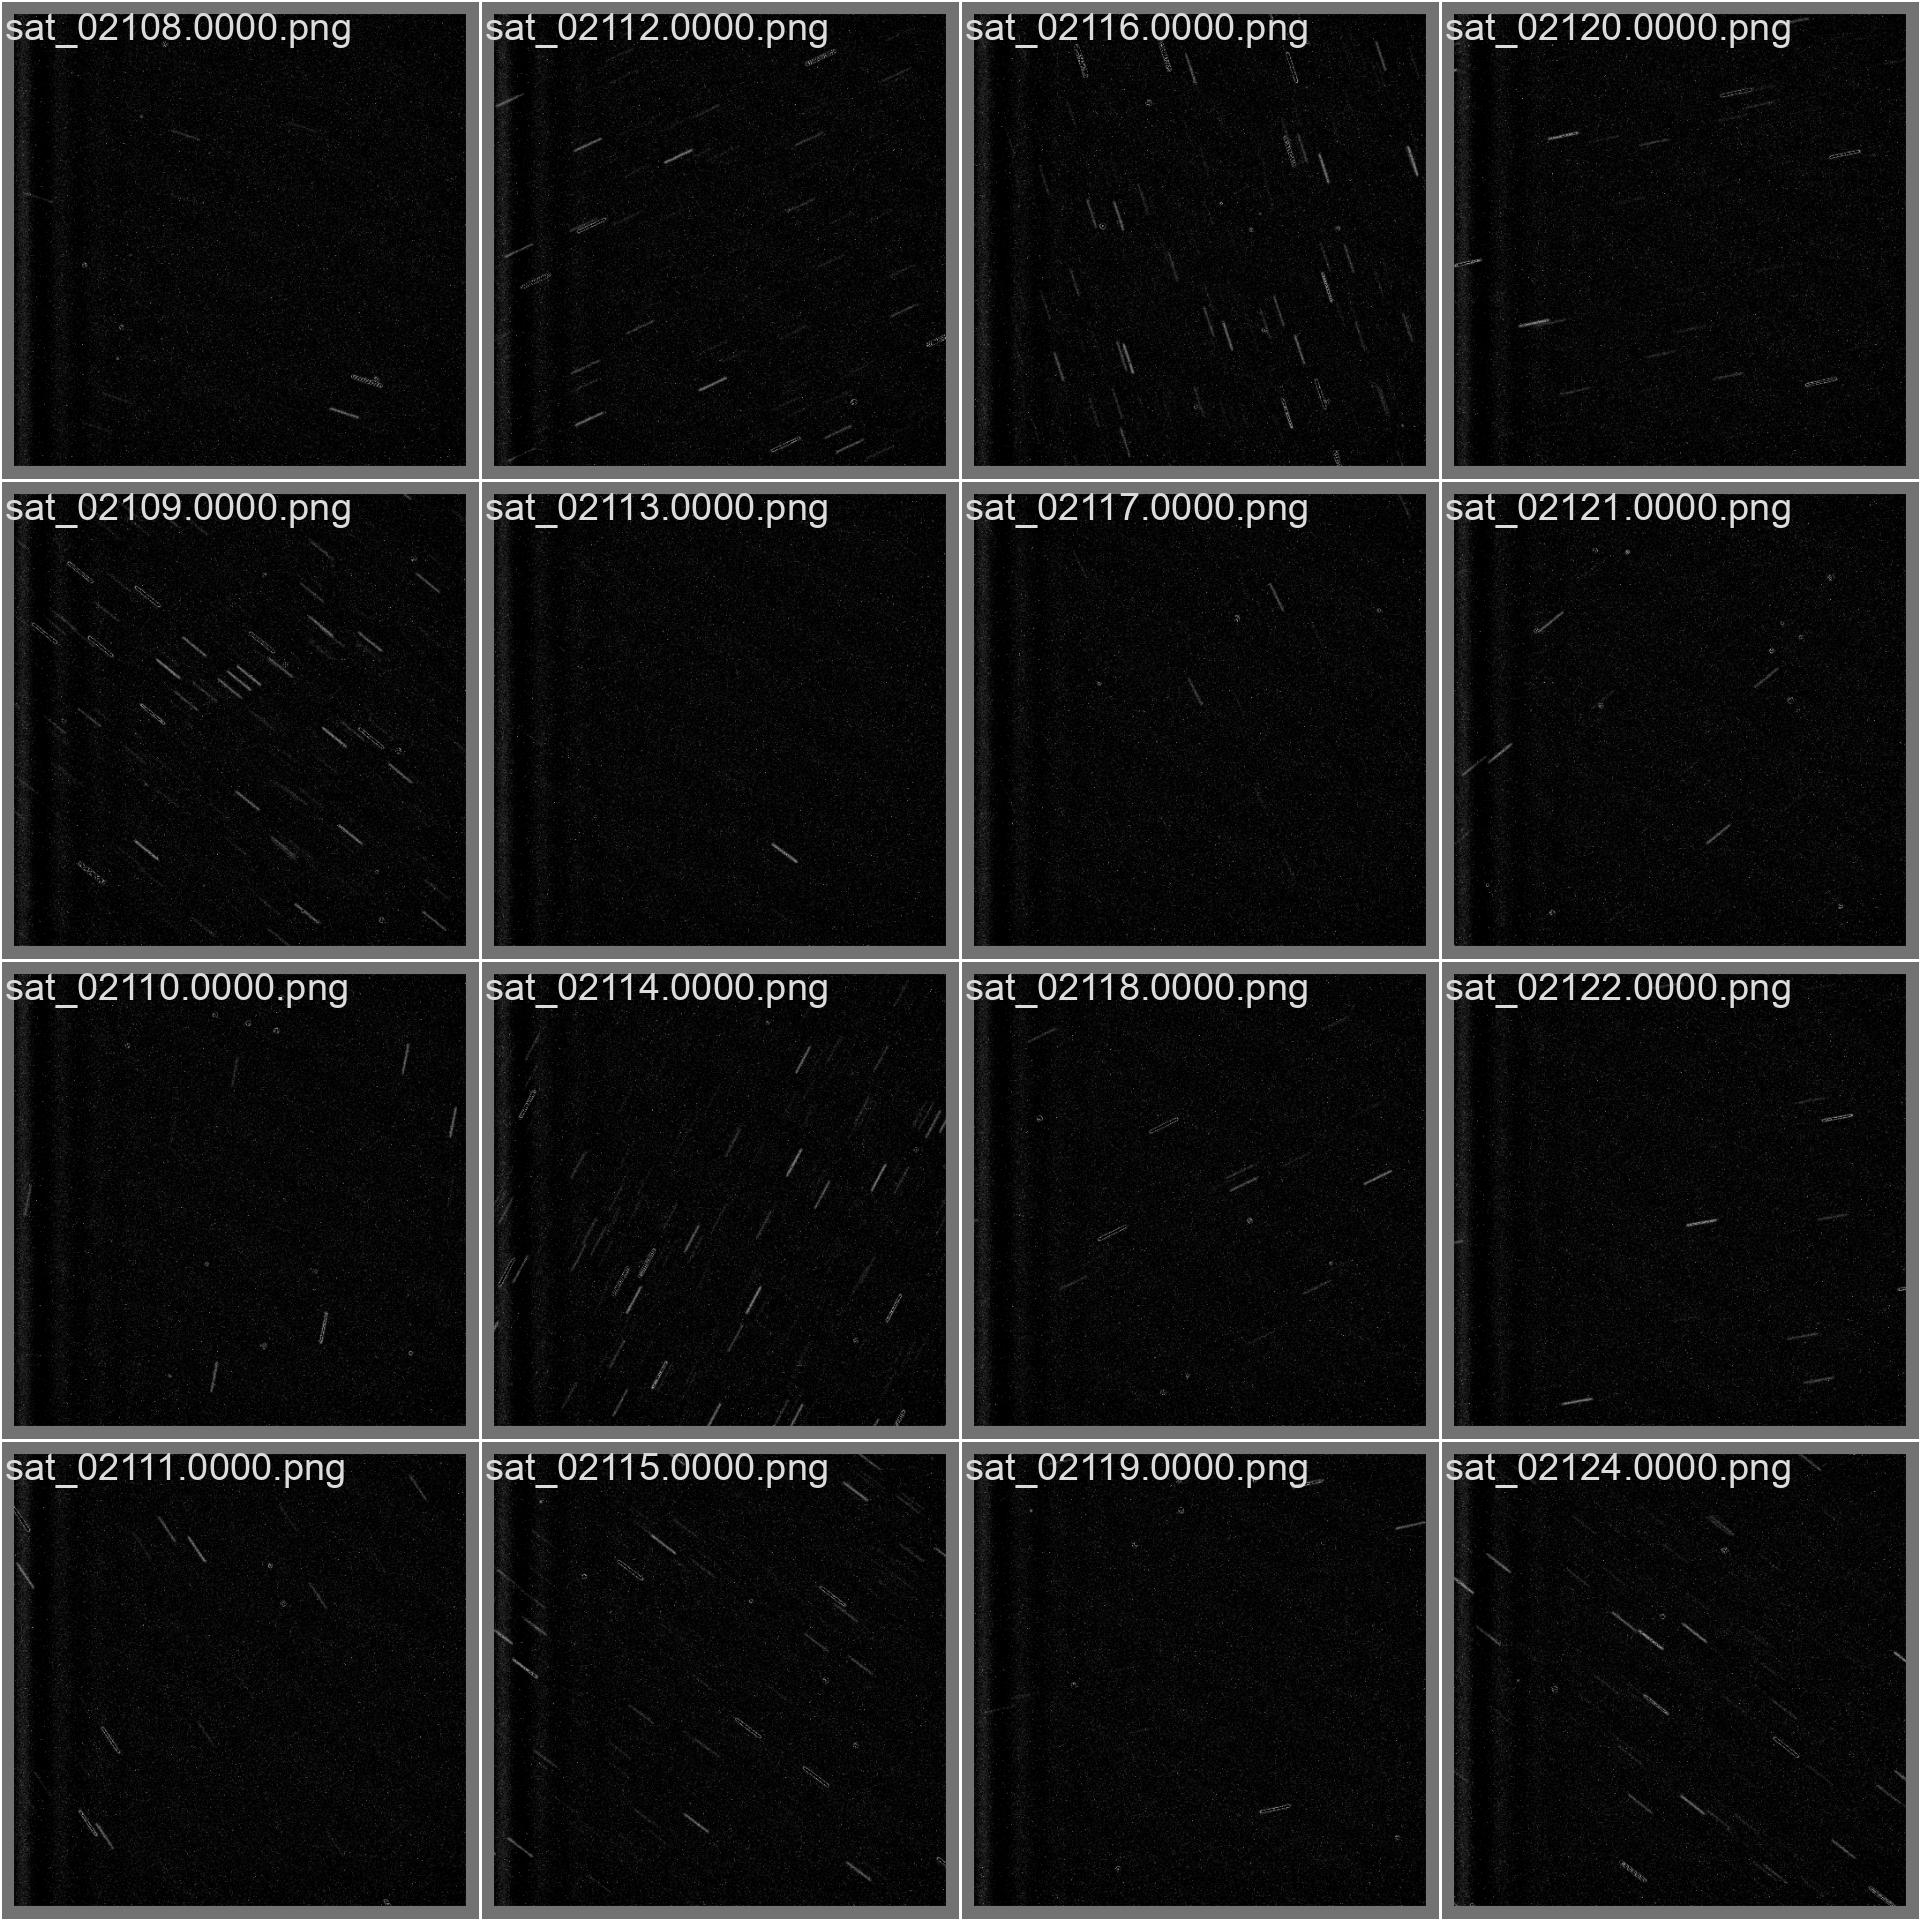 sat_02108.0000.png
sat_02112.0000.png
sat_02116.0000.png
sat_02120.0000.png
sat_02109.0000.png
sat_02113.0000.png
sat_02117.0000.png
sat_02121.0000.png
sat_02110.0000.png
sat_02114.0000.png
sat_02118.0000.png
sat_02122.0000.png
sat_02111.0000.png
sat_02115.0000.png
sat_02119.0000.png
sat_02124.0000.png